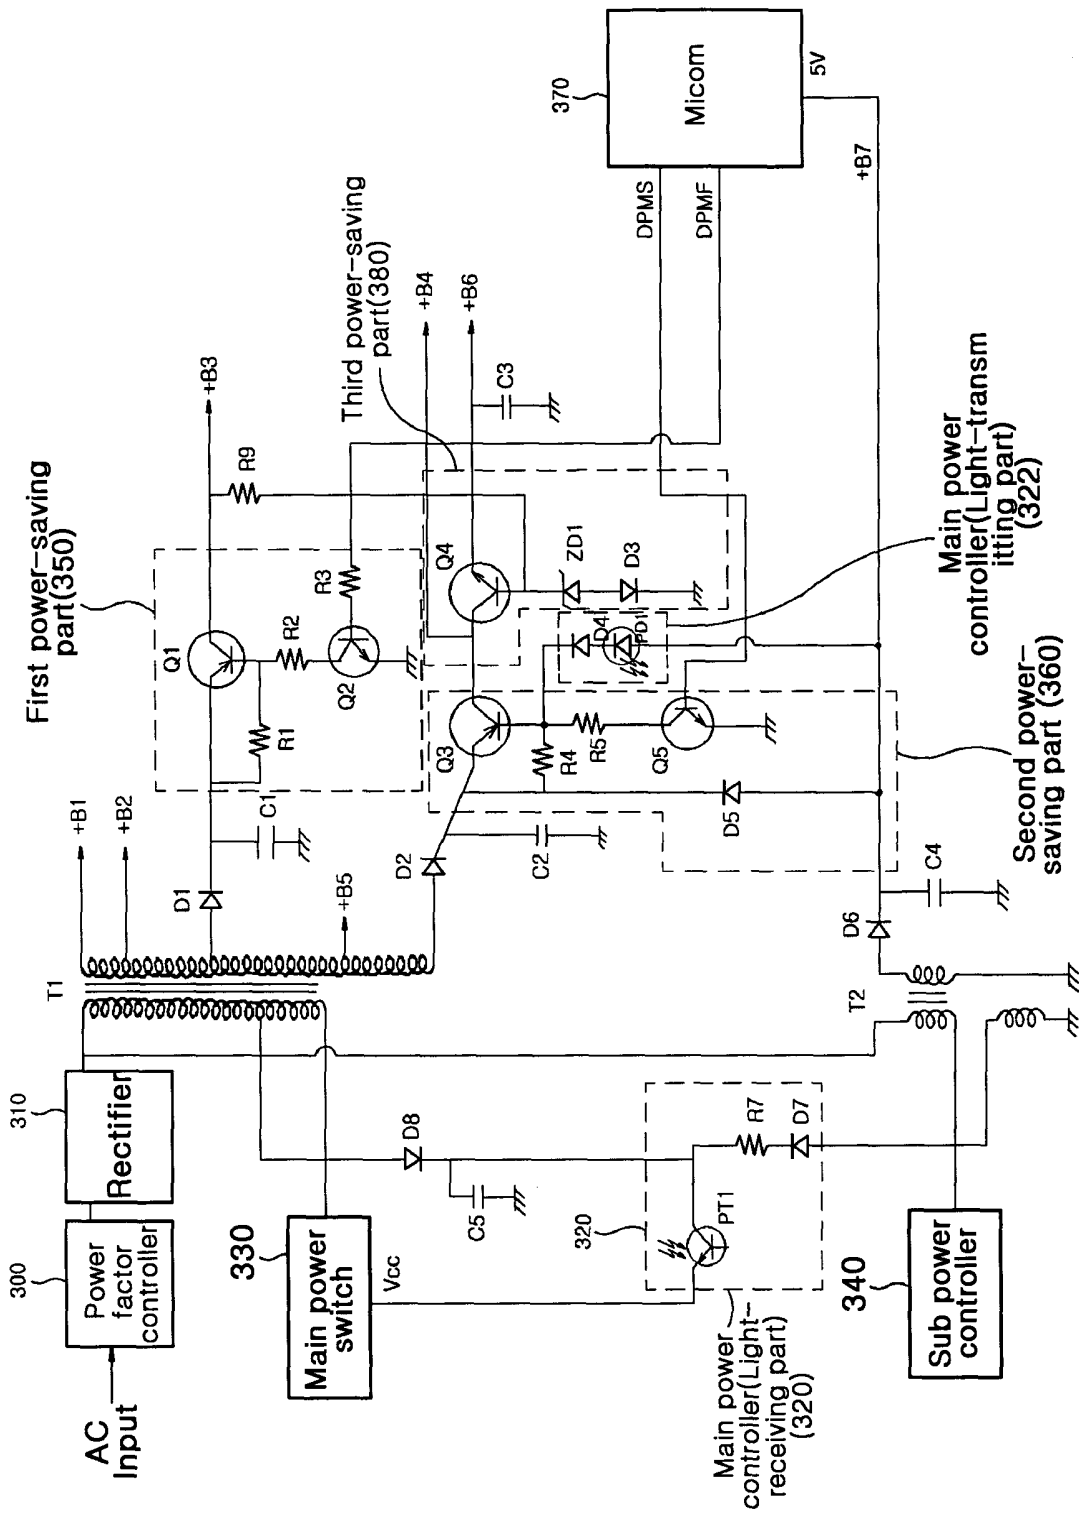 AC
Input
300
Power
factor
controller
310
Rectifier
T1
+B1
+B2
+B5
D1
C1
First power-saving
part(350)
Q1
R1
R2
Q2
R3
R9
+B3
Third power-saving
part(380)
+B4
+B6
C3
Q4
ZD1
D3
D4
PD1
Q3
R4
R5
Q5
D2
C2
D5
370
Micom
DPMS
DPMF
5V
+B7
Main power
controller(Light-transm
itting part)
(322)
Second power-
saving part (360)
C4
D6
T2
330
Main power
switch
Vcc
D8
C5
320
PT1
R7
D7
Main power
controller(Light-
receiving part)
(320)
340
Sub power
controller